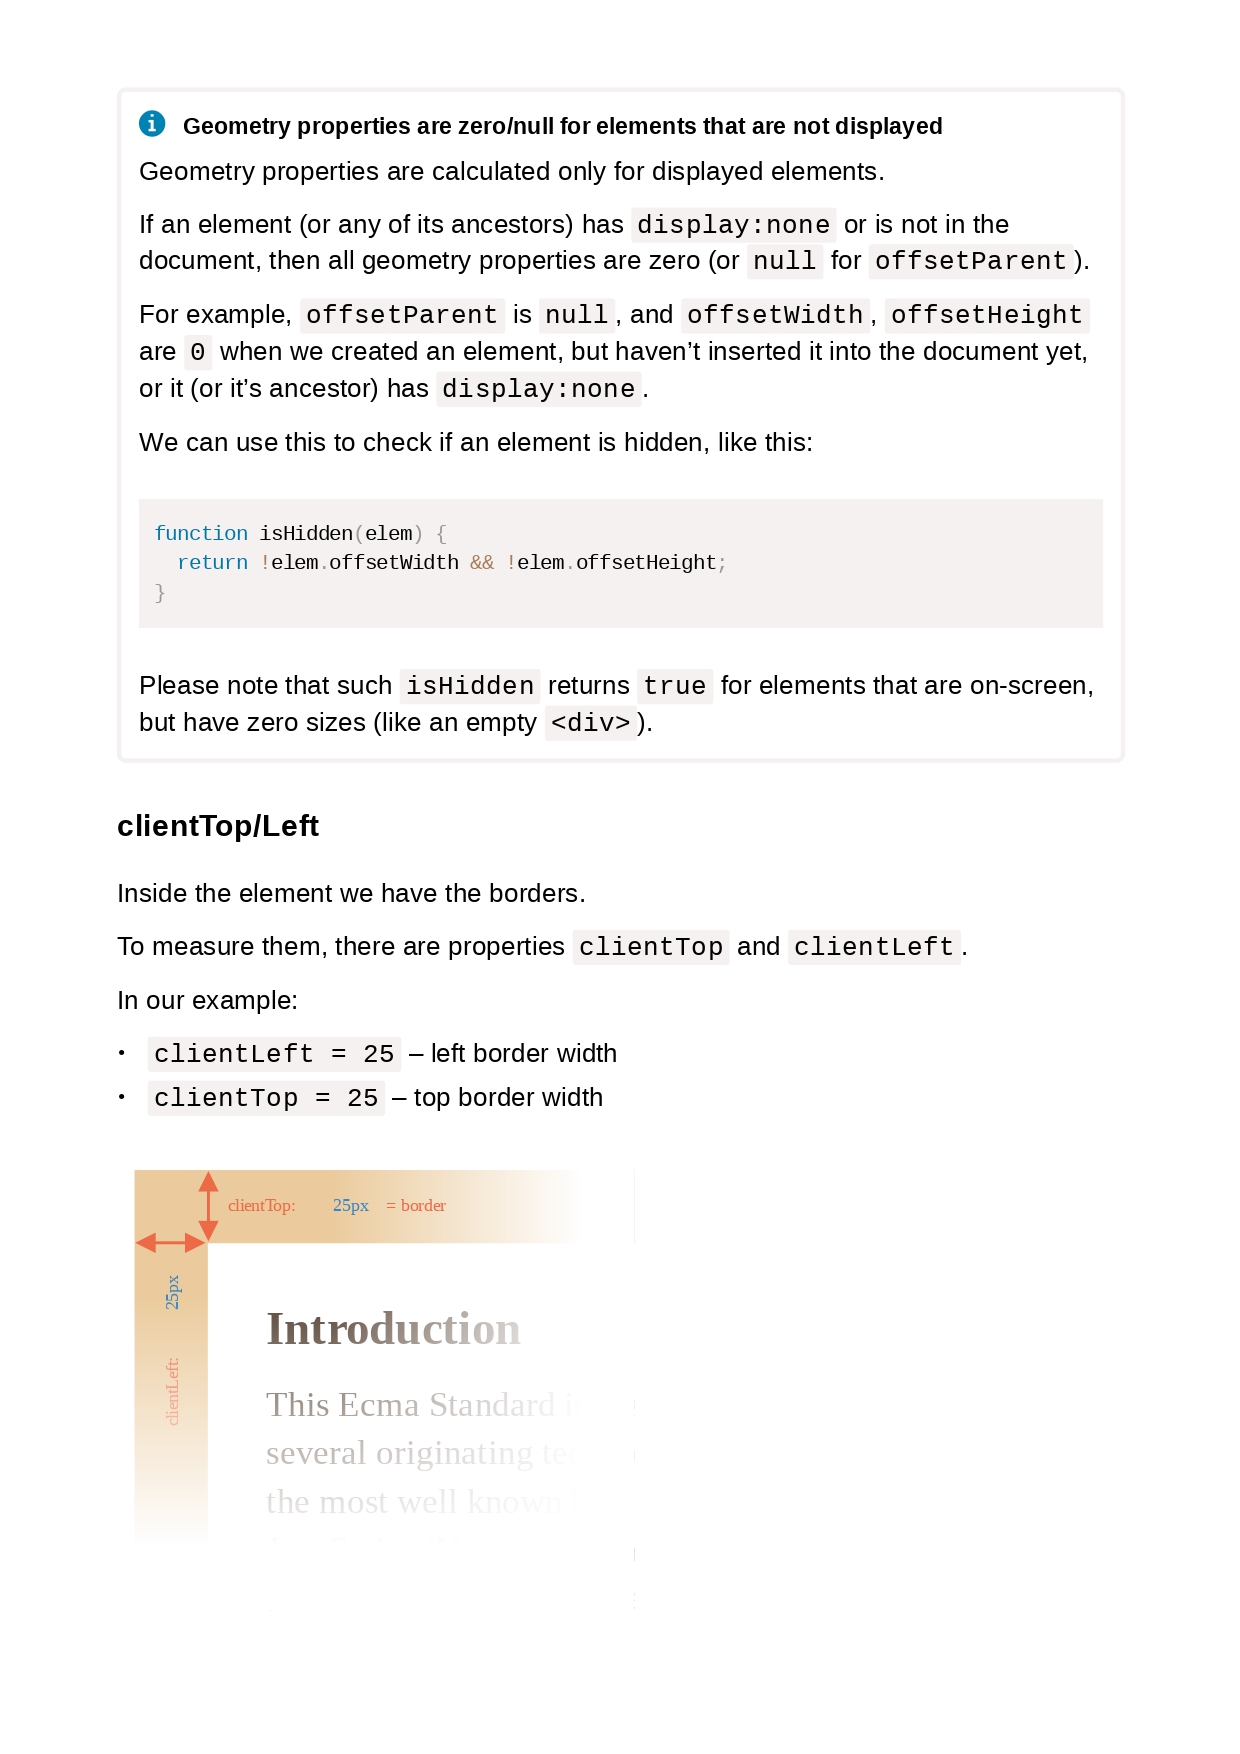 Geometry properties are zero/null for elements that are not displayed
Geometry properties are calculated only for displayed elements.
If an element (or any of its ancestors) has display:none or is not in the
document, then all geometry properties are zero (or null for offsetParent).
For example, offsetParent is null, and offsetWidth, offsetHeight
are 0 when we created an element, but haven’t inserted it into the document yet,
or it (or it’s ancestor) has display:none.
We can use this to check if an element is hidden, like this:
function isHidden(elem) {
  return !elem.offsetWidth && !elem.offsetHeight;
}
Please note that such isHidden returns true for elements that are on-screen,
but have zero sizes (like an empty <div>).
clientTop/Left
Inside the element we have the borders.
To measure them, there are properties clientTop and clientLeft.
In our example:
• clientLeft = 25 – left border width
• clientTop = 25 – top border width
clientTop: 25px = border
clientLeft: 25px
Introduction
This Ecma Standard
several originating
the most well known